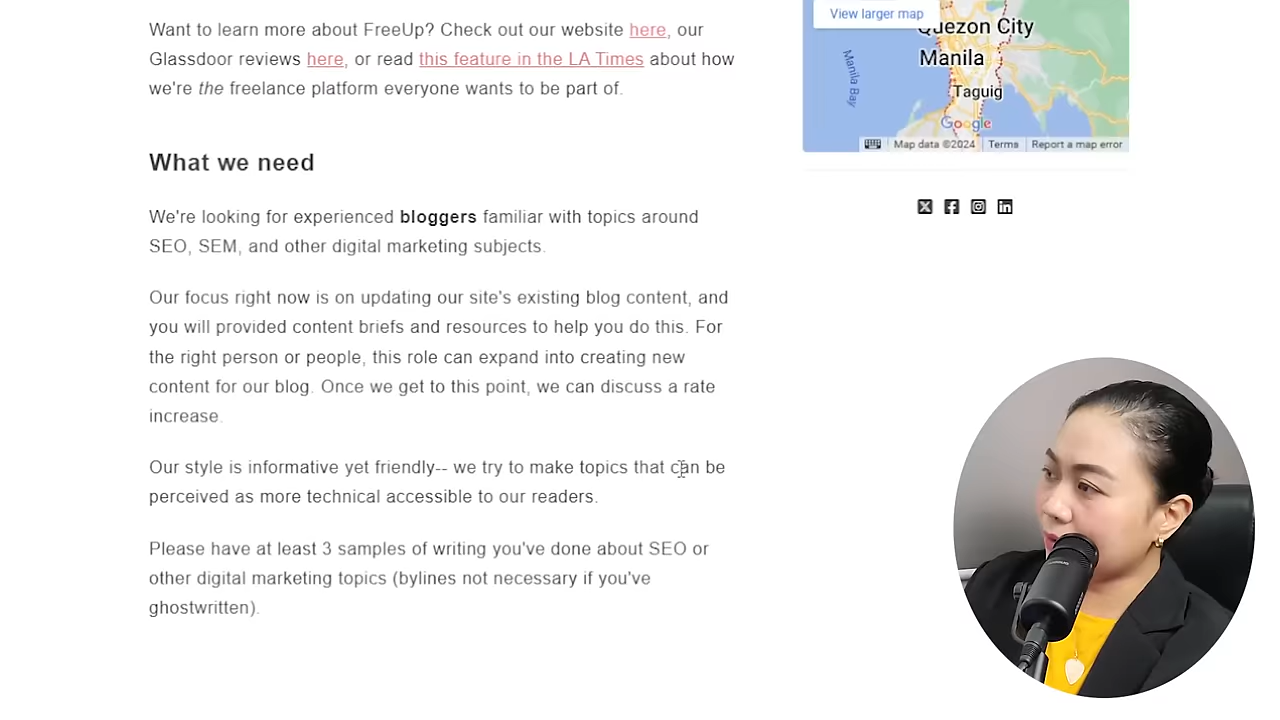 Want to learn more about FreeUp? Check out our website here, our
Glassdoor reviews here, or read this feature in the LA Times about how
we're the freelance platform everyone wants to be part of.
What we need
We're looking for experienced bloggers familiar with topics around
SEO, SEM, and other digital marketing subjects.
Our focus right now is on updating our site's existing blog content, and
you will provided content briefs and resources to help you do this. For
the right person or people, this role can expand into creating new
content for our blog. Once we get to this point, we can discuss a rate
increase.
Our style is informative yet friendly-- we try to make topics that can be
perceived as more technical accessible to our readers.
Please have at least 3 samples of writing you've done about SEO or
other digital marketing topics (bylines not necessary if you've
ghostwritten).
View larger map
Quezon City
Manila
Manila Bay
Taguig
Google
Map data ©2024 Terms Report a map error